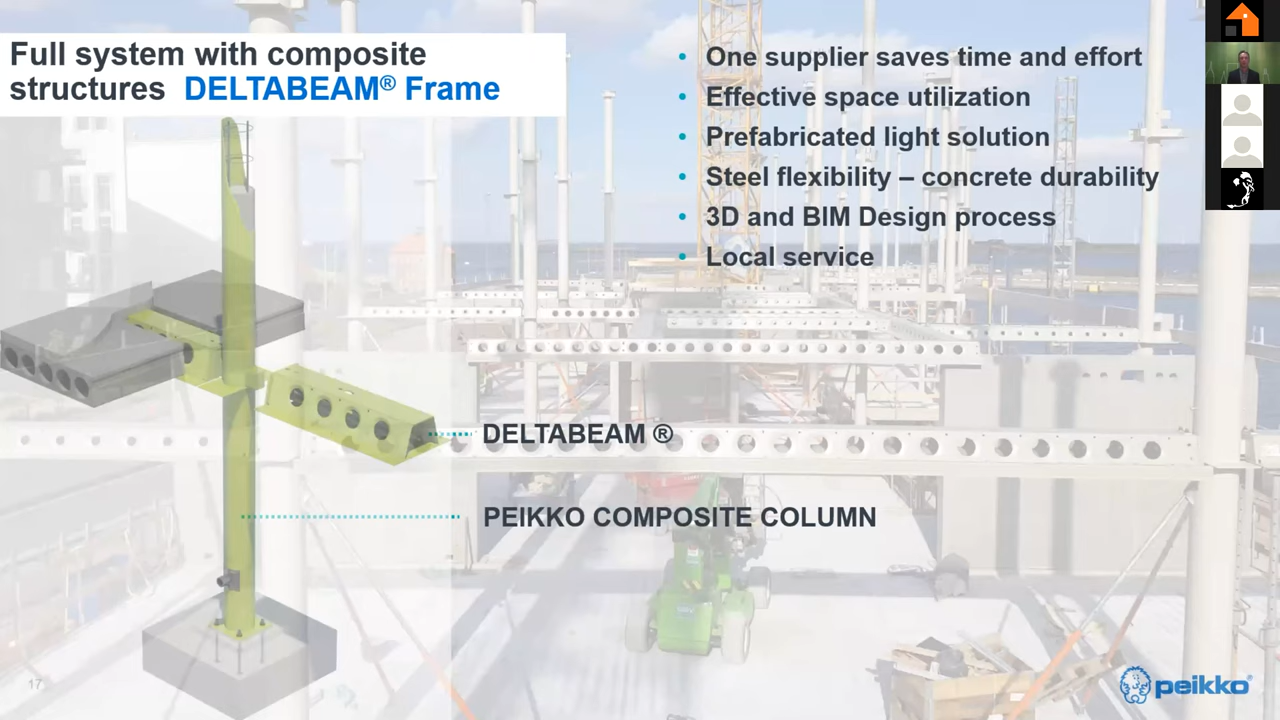 Full system with composite
structures DELTABEAM® Frame
• One supplier saves time and effort
• Effective space utilization
• Prefabricated light solution
• Steel flexibility – concrete durability
• 3D and BIM Design process
• Local service
DELTABEAM ®
PEIKKO COMPOSITE COLUMN
17
peikko®